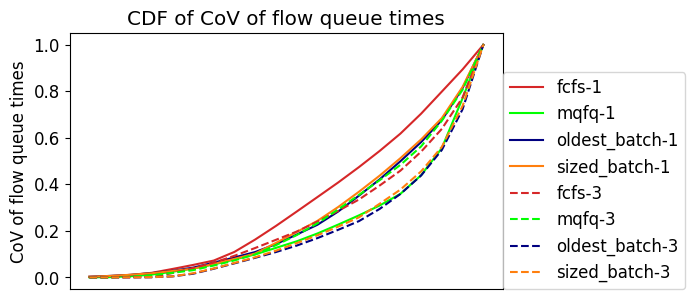 CDF of CoV of flow queue times
CoV of flow queue times
1.0
0.8
0.6
0.4
0.2
0.0
fcfs-1
mqfq-1
oldest_batch-1
sized_batch-1
fcfs-3
mqfq-3
oldest_batch-3
sized_batch-3